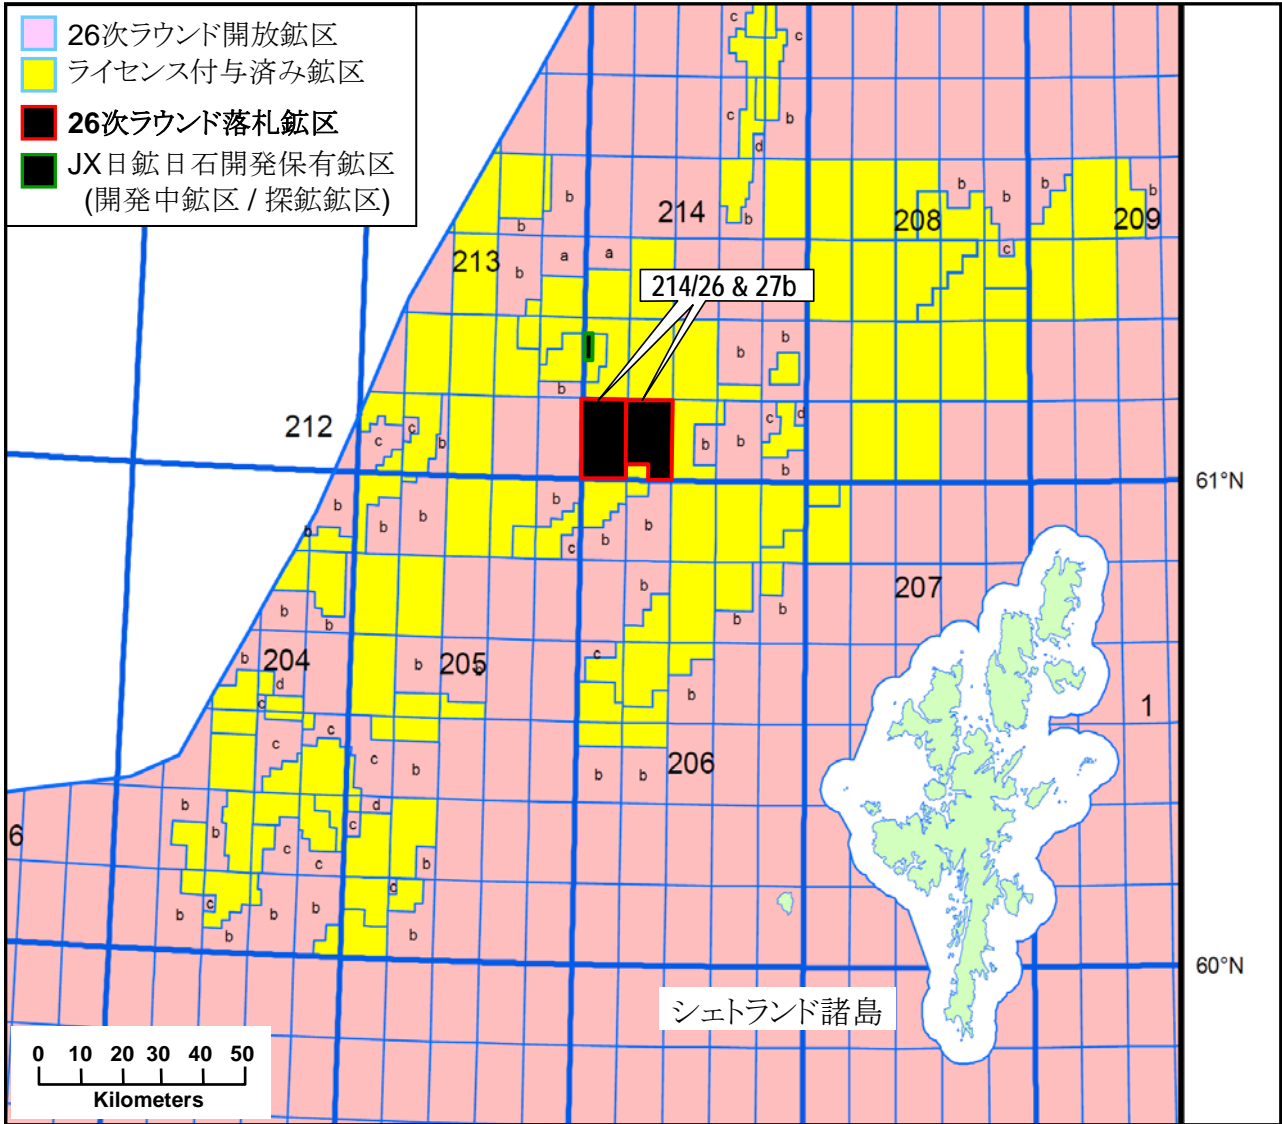 26次ラウンド開放鉱区
ライセンス付与済み鉱区
26次ラウンド落札鉱区
JX日鉱日石開発保有鉱区
(開発中鉱区 / 探鉱鉱区)
c
c
c
b
d
b
b
214
b
b
b
b
b
208
209
b
213
b
a
a
c
214/26 & 27b
b
b
b
212
c
c
b
b
b
c
d
b
61°N
b
b
b
b
b
b
b
c
b
207
b
b
b
b
b
204
b
205
c
b
d
c
b
1
c
c
b
c
206
b
b
b
d
6
b
c
c
c
b
d
c
b
b
b
b
b
60°N
シェトランド諸島
0 10 20 30 40 50
Kilometers